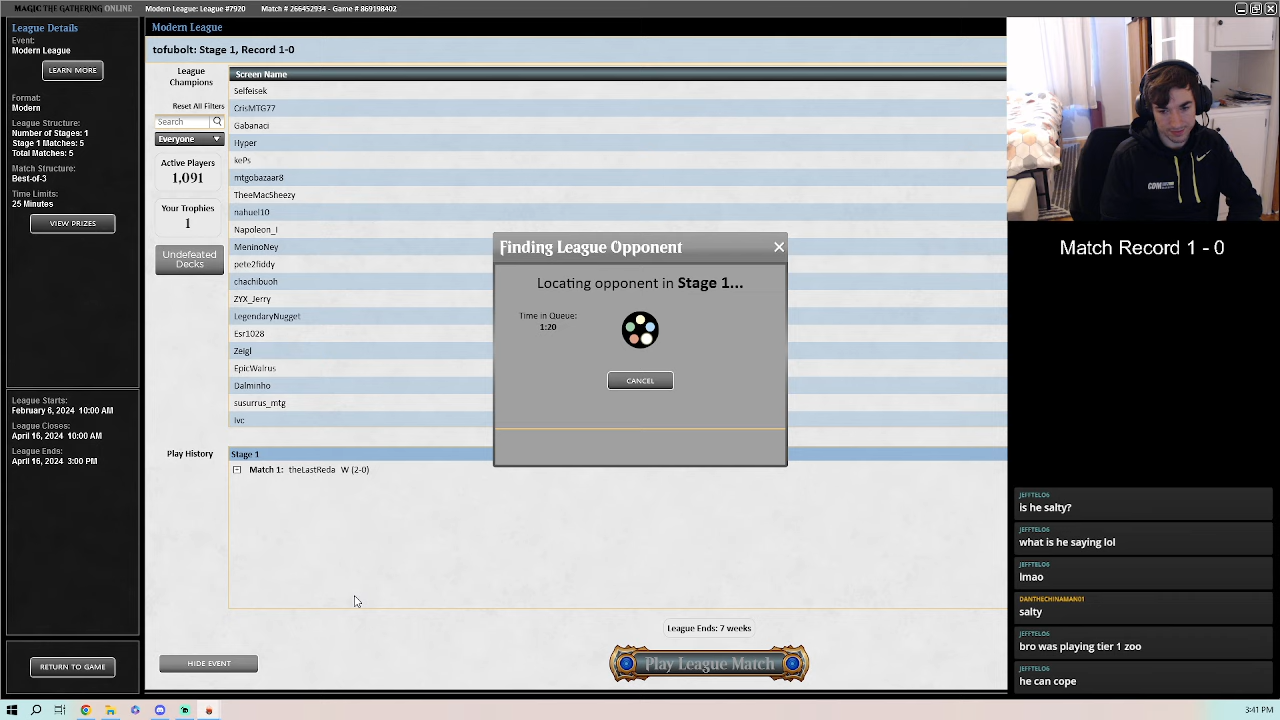 MAGIC THE GATHERING ONLINE
Modern League: League #7920
Match # 266452934 - Game # 869198402
League Details
Event:
Modern League
LEARN MORE
Format:
Modern
League Structure:
Number of Stages: 1
Stage 1 Matches: 5
Total Matches: 5
Match Structure:
Best-of-3
Time Limits:
25 Minutes
VIEW PRIZES
League Starts:
February 6, 2024 10:00 AM
League Closes:
April 16, 2024 10:00 AM
League Ends:
April 16, 2024 3:00 PM
RETURN TO GAME
Modern League
tofubolt: Stage 1, Record 1-0
League
Champions
Reset All Filters
Search
Everyone
Active Players
1,091
Your Trophies
1
Undefeated
Decks
Screen Name
Selfeisek
CrisMTG77
Gabanaci
Hyper
kePs
mtgobazaar8
TheeMacSheezy
nahuel10
Napoleon_I
MeninoNey
pete2fiddy
chachibuoh
ZYX_Jerry
LegendaryNugget
Esr1028
Zeigl
EpicWalrus
Dalminho
susurrus_mtg
Finding League Opponent
Locating opponent in Stage 1...
Time in Queue:
1:20
CANCEL
Play History
Stage 1
Match 1: theLastReda W (2-0)
League Ends: 7 weeks
HIDE EVENT
Play League Match
Match Record 1 - 0
JEFFTELO6
is he salty?
JEFFTELO6
what is he saying lol
JEFFTELO6
lmao
DANTHECHINAMAN01
salty
JEFFTELO6
bro was playing tier 1 zoo
JEFFTELO6
he can cope
3:41 PM